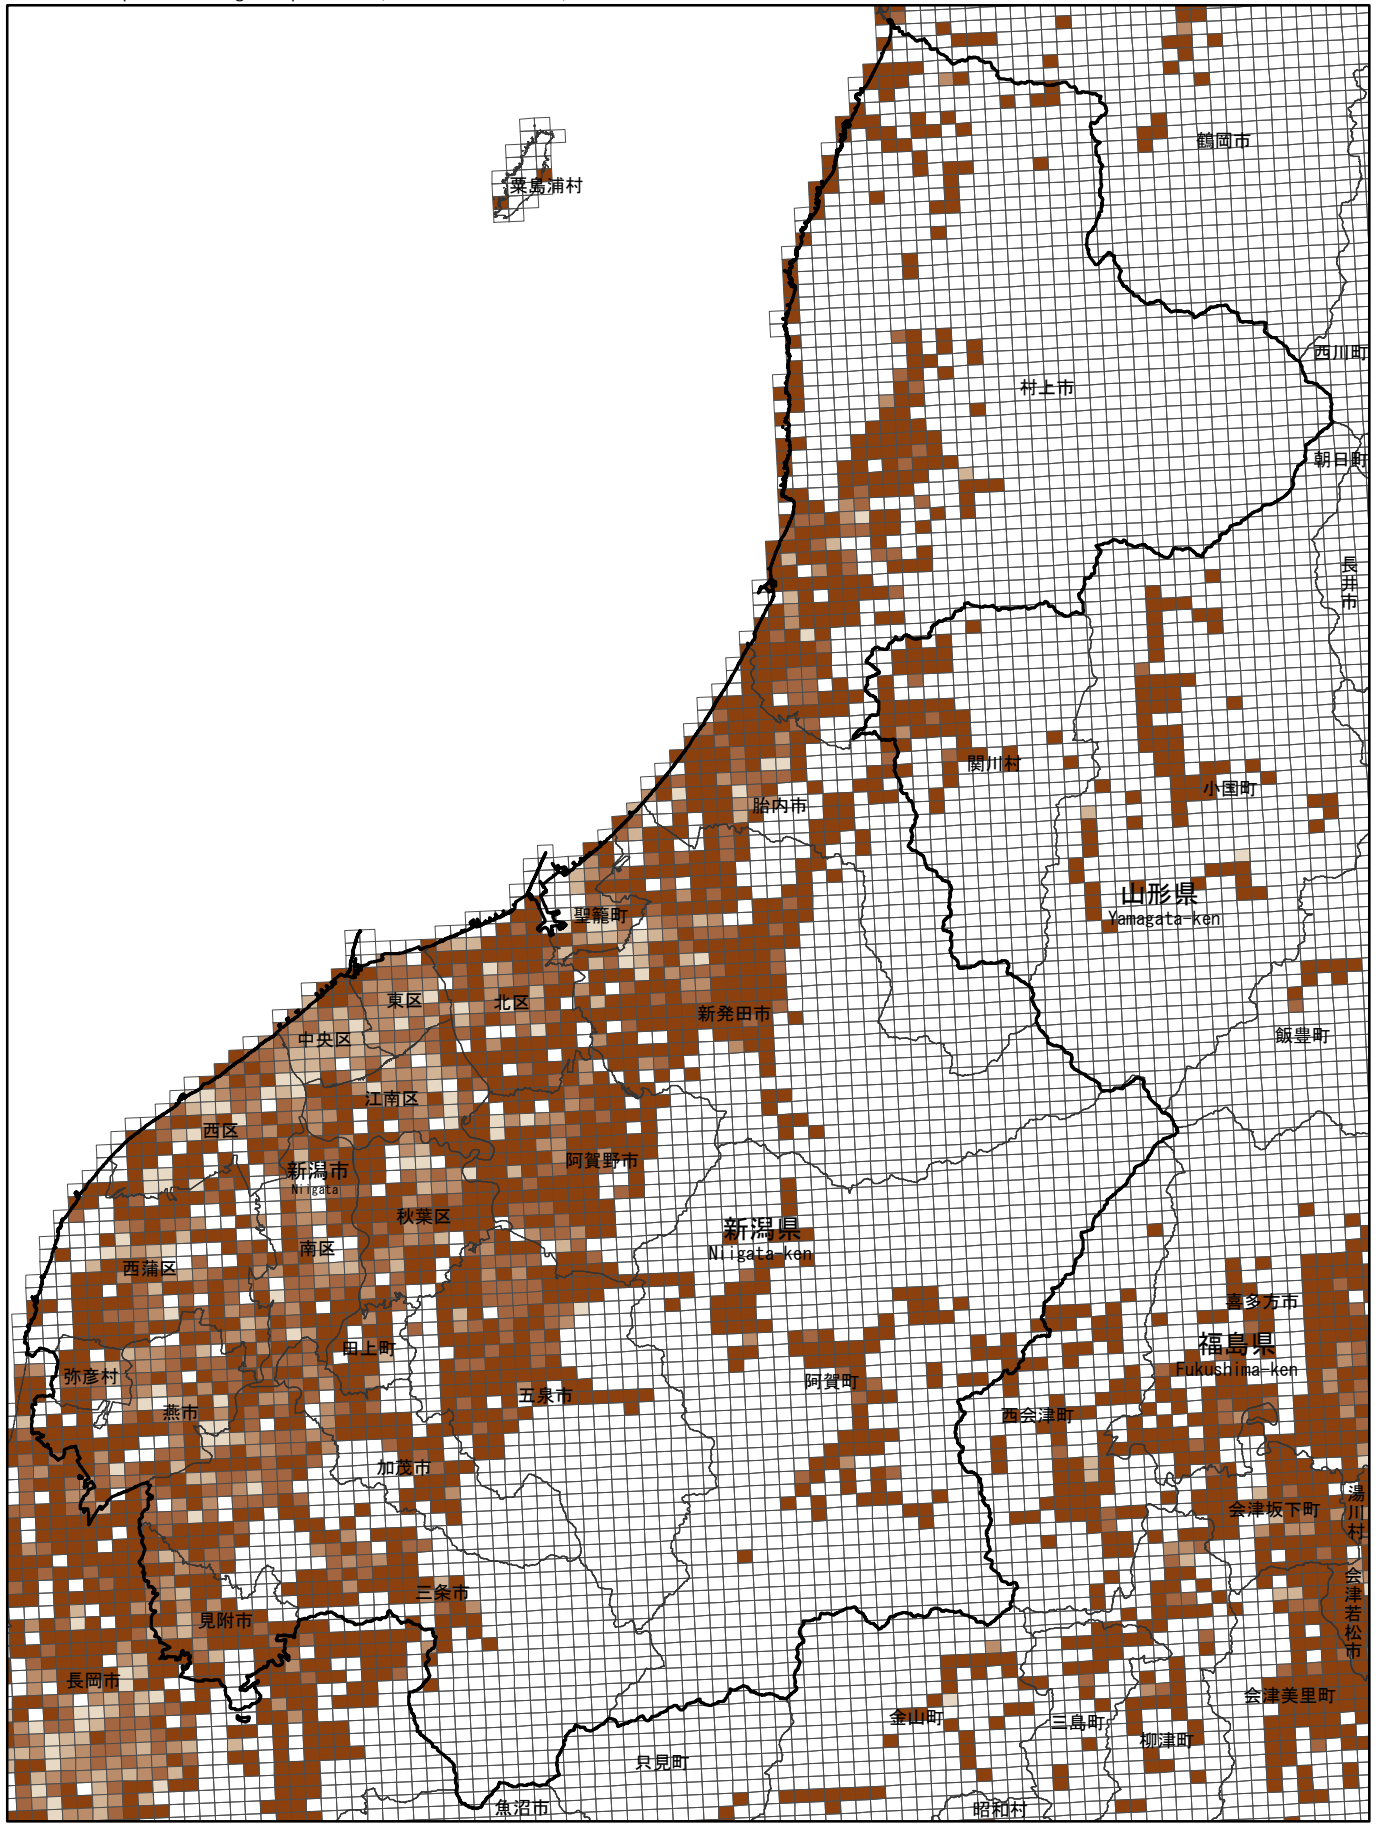 鶴岡市
粟島浦村
西川町
村上市
朝日町
長井市
関川村
小国町
胎内市
山形県
Yamagata-ken
聖籠町
東区
北区
新発田市
中央区
飯豊町
江南区
西区
阿賀野市
新潟市
Niigata
秋葉区
新潟県
Niigata-ken
南区
西蒲区
喜多方市
田上町
福島県
Fukushima-ken
弥彦村
阿賀町
五泉市
燕市
西会津町
加茂市
湯川村
会津坂下町
三条市
会津若松市
見附市
長岡市
会津美里町
金山町
三島町
柳津町
只見町
魚沼市
昭和村